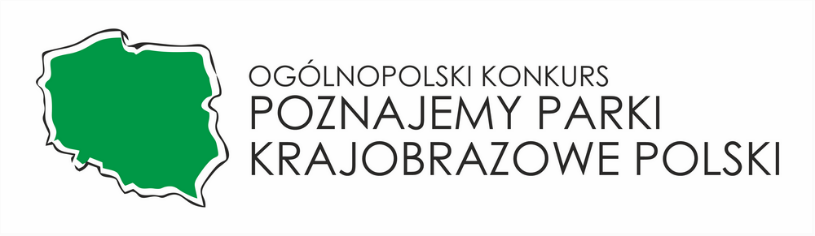 OGÓLNOPOLSKI KONKURS
POZNAJEMY PARKI
KRAJOBRAZOWE POLSKI